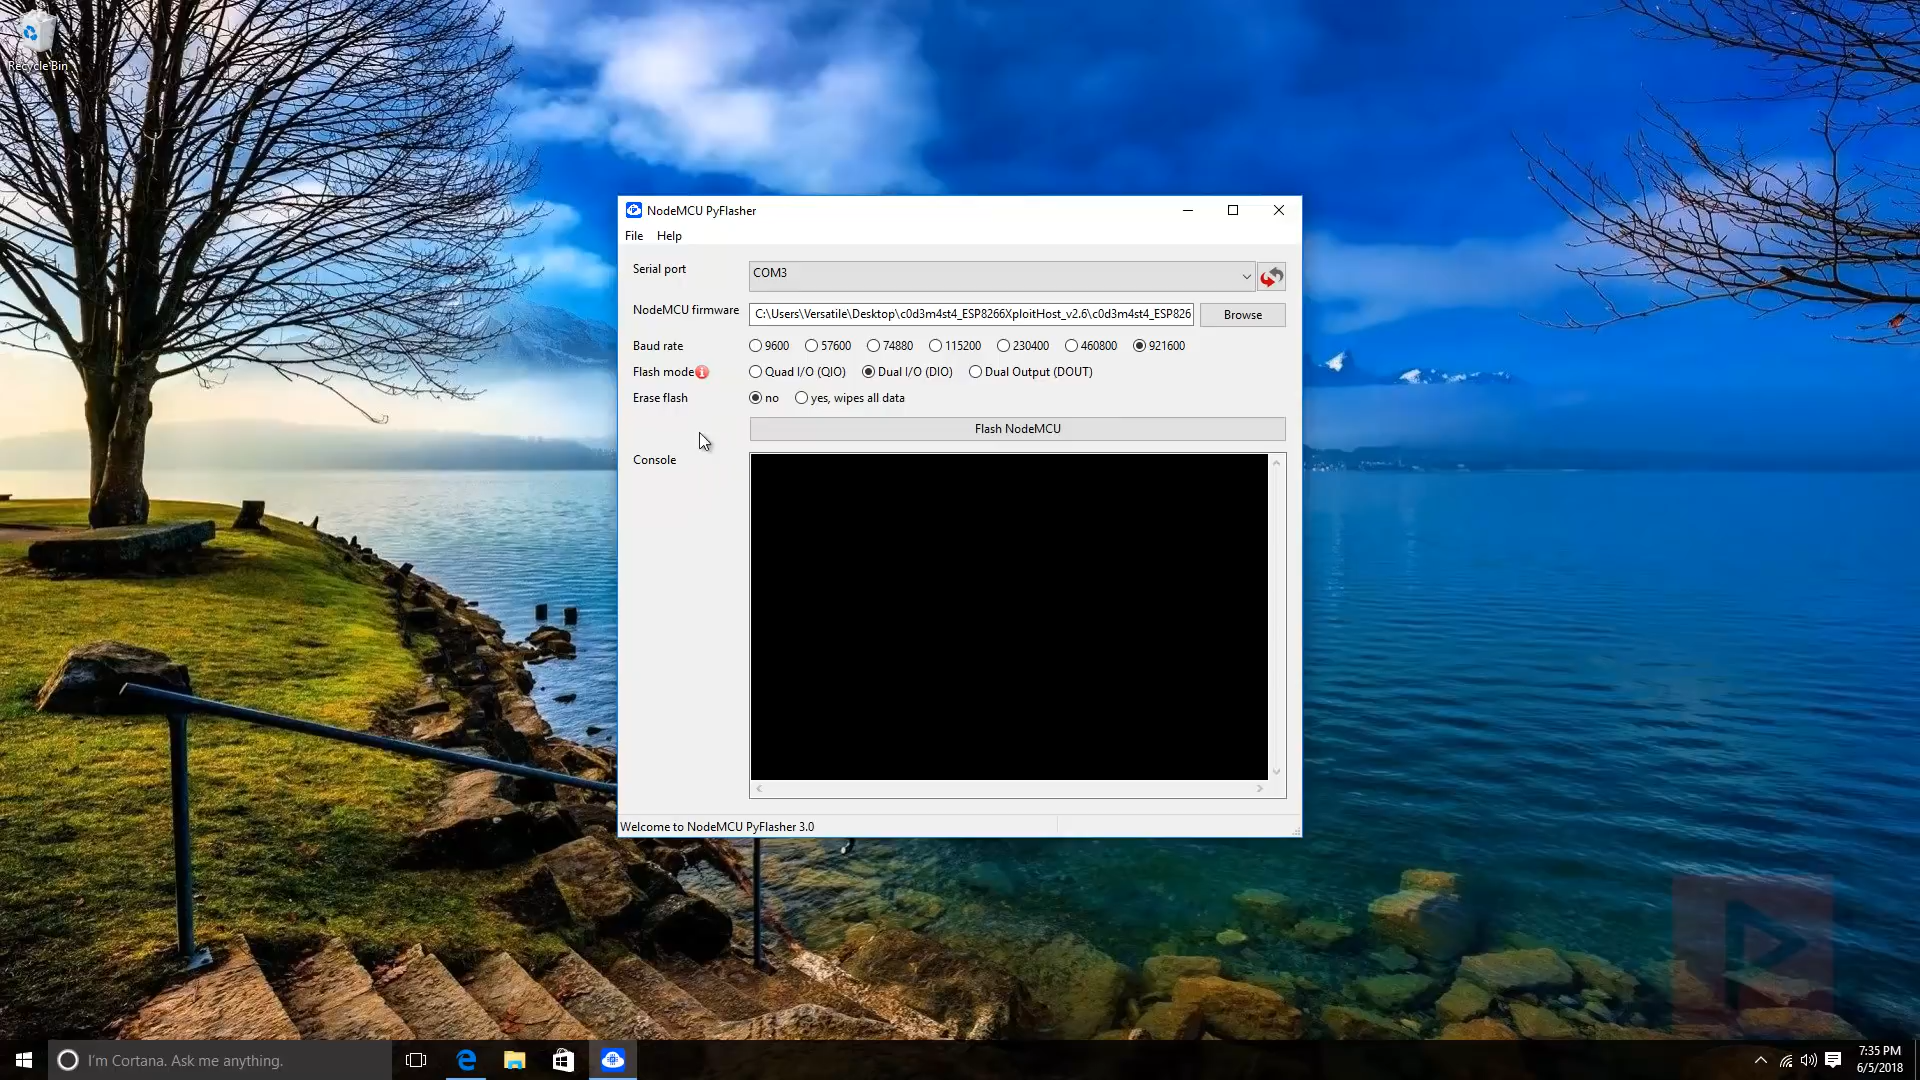 Recycle Bin
NodeMCU PyFlasher
File Help
Serial port COM3
NodeMCU firmware C:\Users\Versatile\Desktop\c0d3m4st4_ESP8266XploitHost_v2.6\c0d3m4st4_ESP826 Browse
Baud rate 9600 57600 74880 115200 230400 460800 921600
Flash mode Quad I/O (QIO) Dual I/O (DIO) Dual Output (DOUT)
Erase flash no yes, wipes all data
Flash NodeMCU
Console
Welcome to NodeMCU PyFlasher 3.0
I'm Cortana. Ask me anything.
7:35 PM
6/5/2018